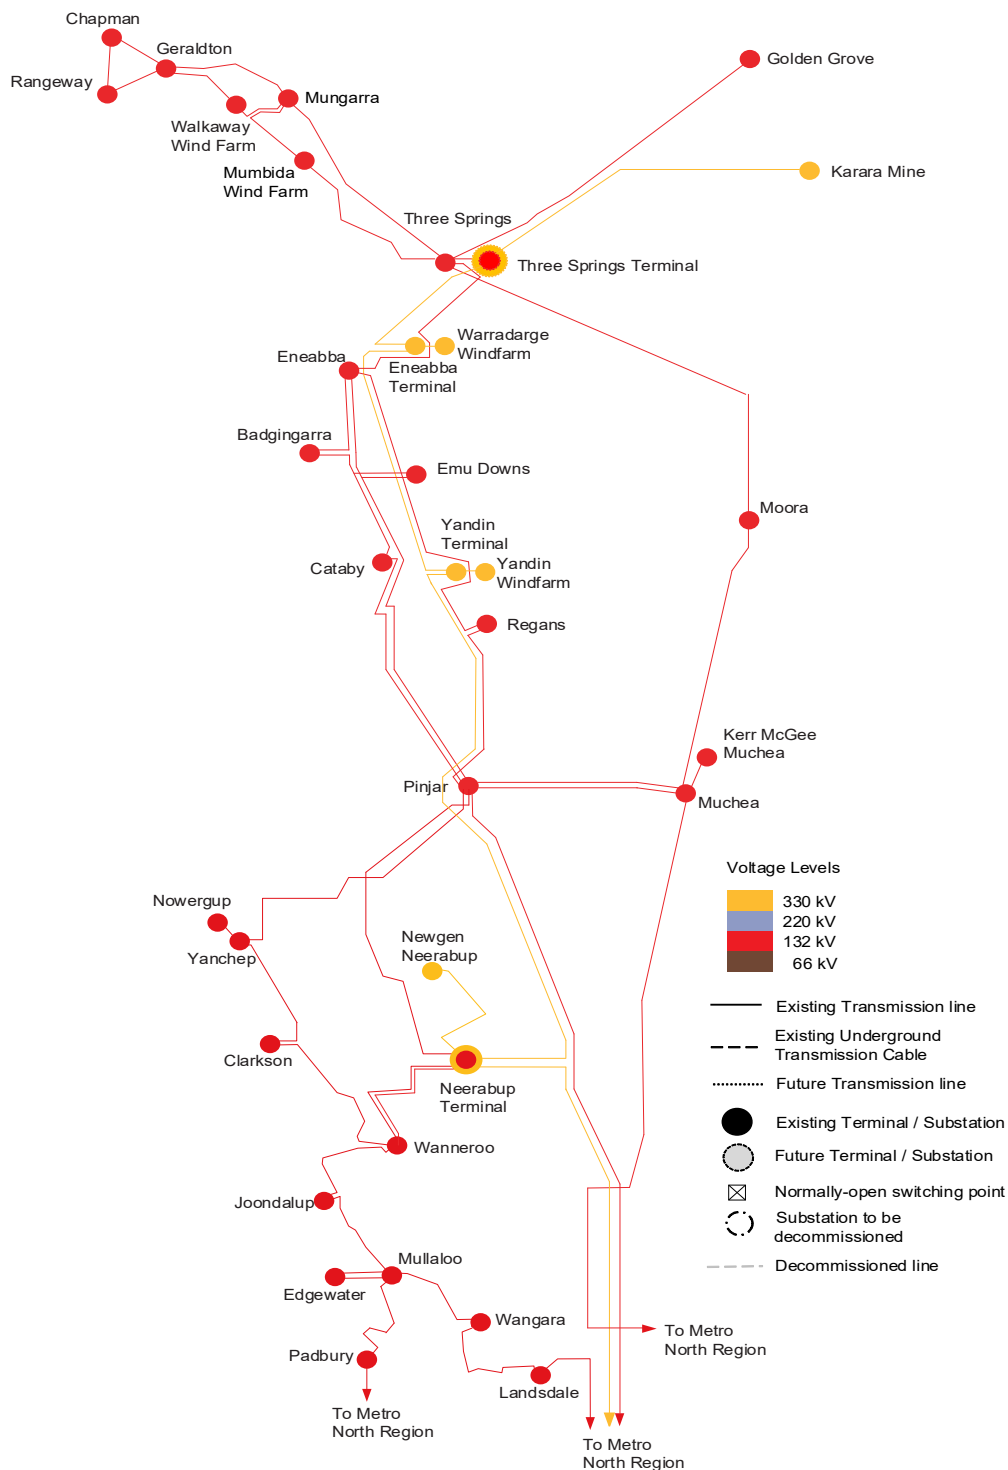 Chapman
Geraldton
Rangeway
Mungarra
Walkaway
Wind Farm
Mumbida
Wind Farm
Golden Grove
Karara Mine
Three Springs
Three Springs Terminal
Warradarge
Windfarm
Eneabba
Eneabba
Terminal
Badgingarra
Emu Downs
Yandin
Terminal
Cataby
Yandin
Windfarm
Moora
Regans
Kerr McGee
Muchea
Pinjar
Muchea
Voltage Levels
330 kV
220 kV
132 kV
66 kV
Nowergup
Yanchep
Newgen
Neerabup
Existing Transmission line
Existing Underground
Transmission Cable
Clarkson
Future Transmission line
Neerabup
Terminal
Existing Terminal / Substation
Wanneroo
Future Terminal / Substation
Joondalup
Normally-open switching point
Substation to be
decommissioned
Mullaloo
Edgewater
Decommissioned line
Wangara
To Metro
North Region
Padbury
Landsdale
To Metro
North Region
To Metro
North Region